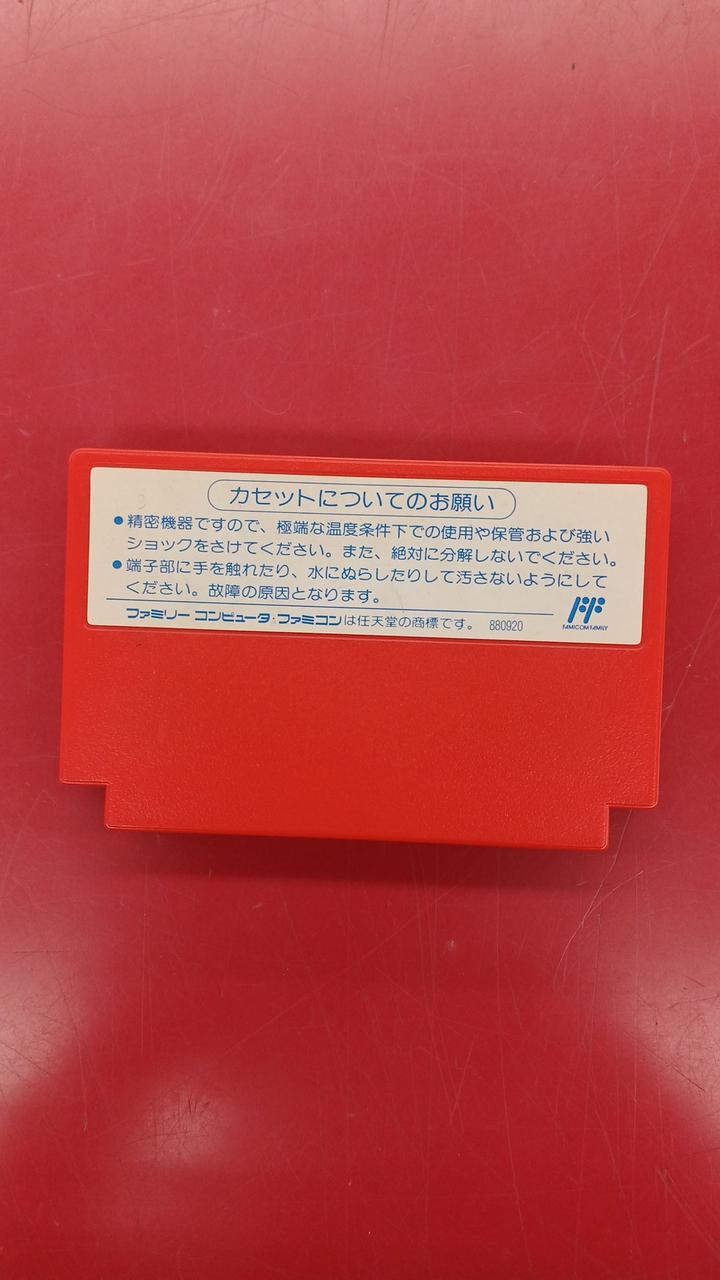 カセットについてのお願い
●精密機器ですので、極端な温度条件下での使用や保管および強い
ショックをさけてください。また、絶対に分解しないでください。
●端子部に手を触れたり、水にぬらしたりして汚さないようにして
ください。故障の原因となります。
ファミリー コンピュータ・ファミコンは任天堂の商標です。 880920
FAMICOM FAMILY